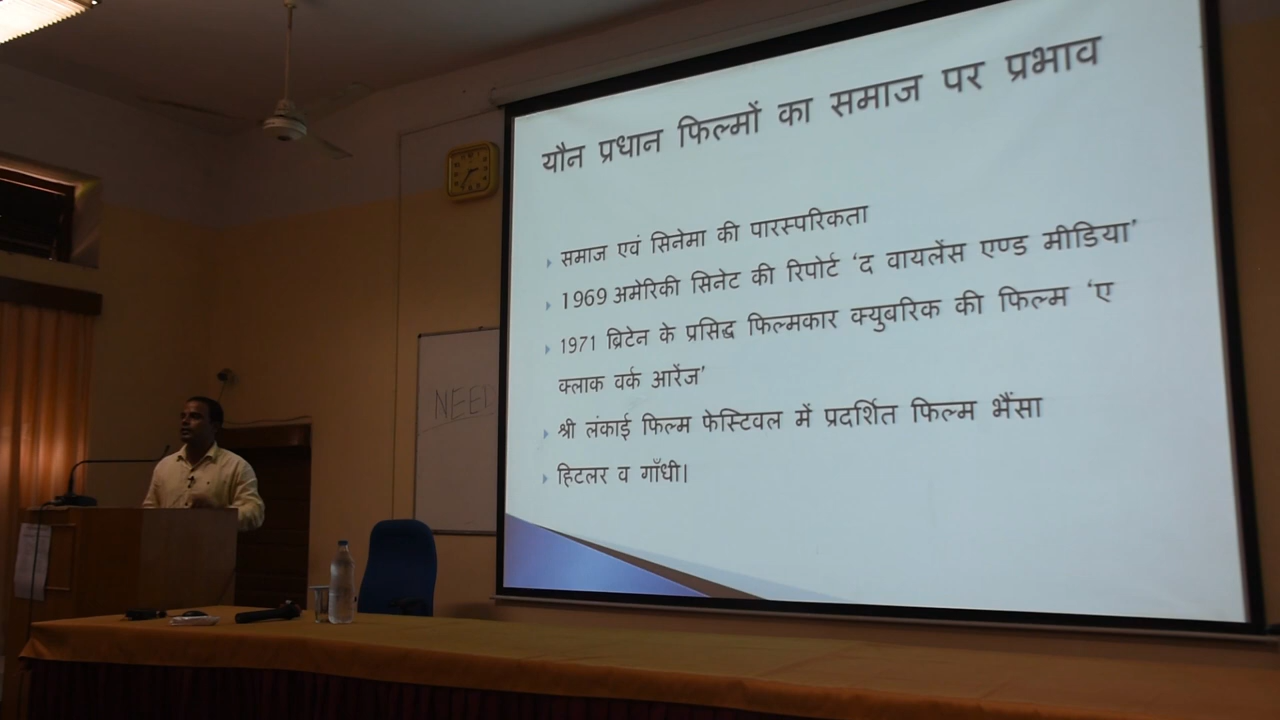 यौन प्रधान फिल्मों का समाज पर प्रभाव
समाज एवं सिनेमा की पारस्परिकता
1969 अमेरिकी सिनेट की रिपोर्ट ‘द वायलेंस एण्ड मीडिया’
1971 ब्रिटेन के प्रसिद्ध फिल्मकार क्युबरिक की फिल्म ‘ए
क्लाक वर्क आरेंज’
श्री लंकाई फिल्म फेस्टिवल में प्रदर्शित फिल्म भैंसा
हिटलर व गाँधी।
NEED